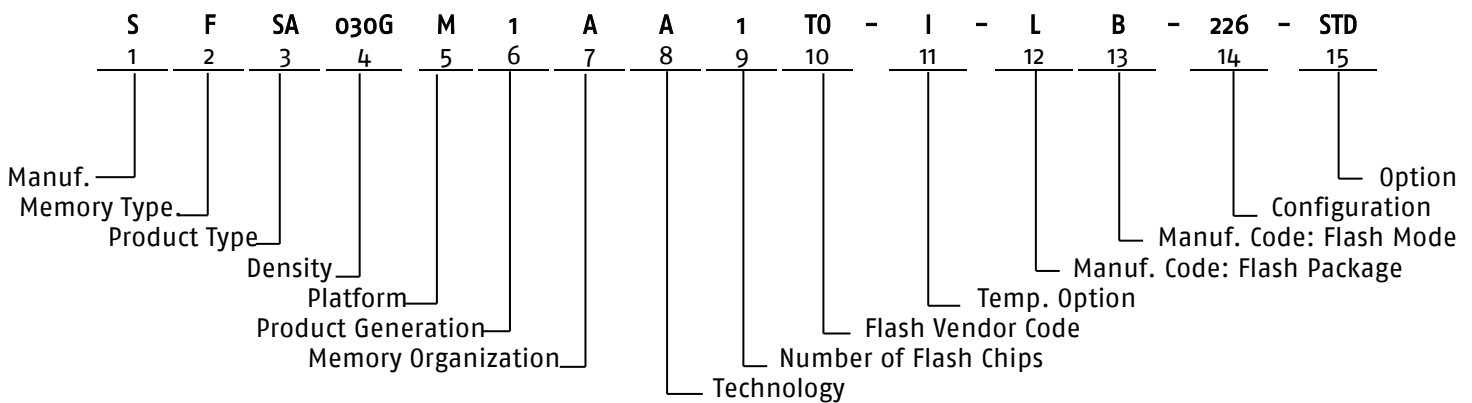 S F SA 030G M 1 A A 1 TO - I - L B - 226 - STD
1 2 3 4 5 6 7 8 9 10 11 12 13 14 15
Manuf. Option
Memory Type. Configuration
Product Type Manuf. Code: Flash Mode
Density Manuf. Code: Flash Package
Platform Temp. Option
Product Generation Flash Vendor Code
Memory Organization Number of Flash Chips
Technology